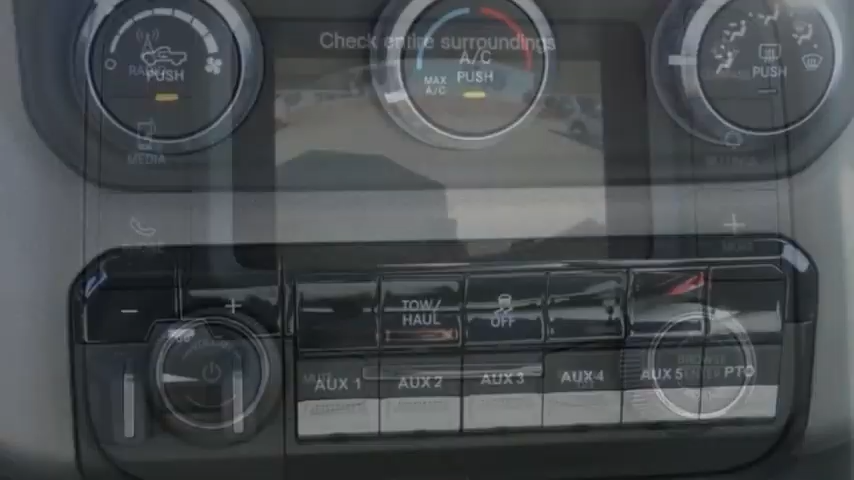 Check entire surroundings
A/C
RADIO
PUSH
PUSH
PUSH
MAX
A/C
MEDIA
- +
TOW/
HAUL
OFF
MUTE
BROWSE
ENTER
AUX 1 AUX 2 AUX 3 AUX 4 AUX 5 PTO